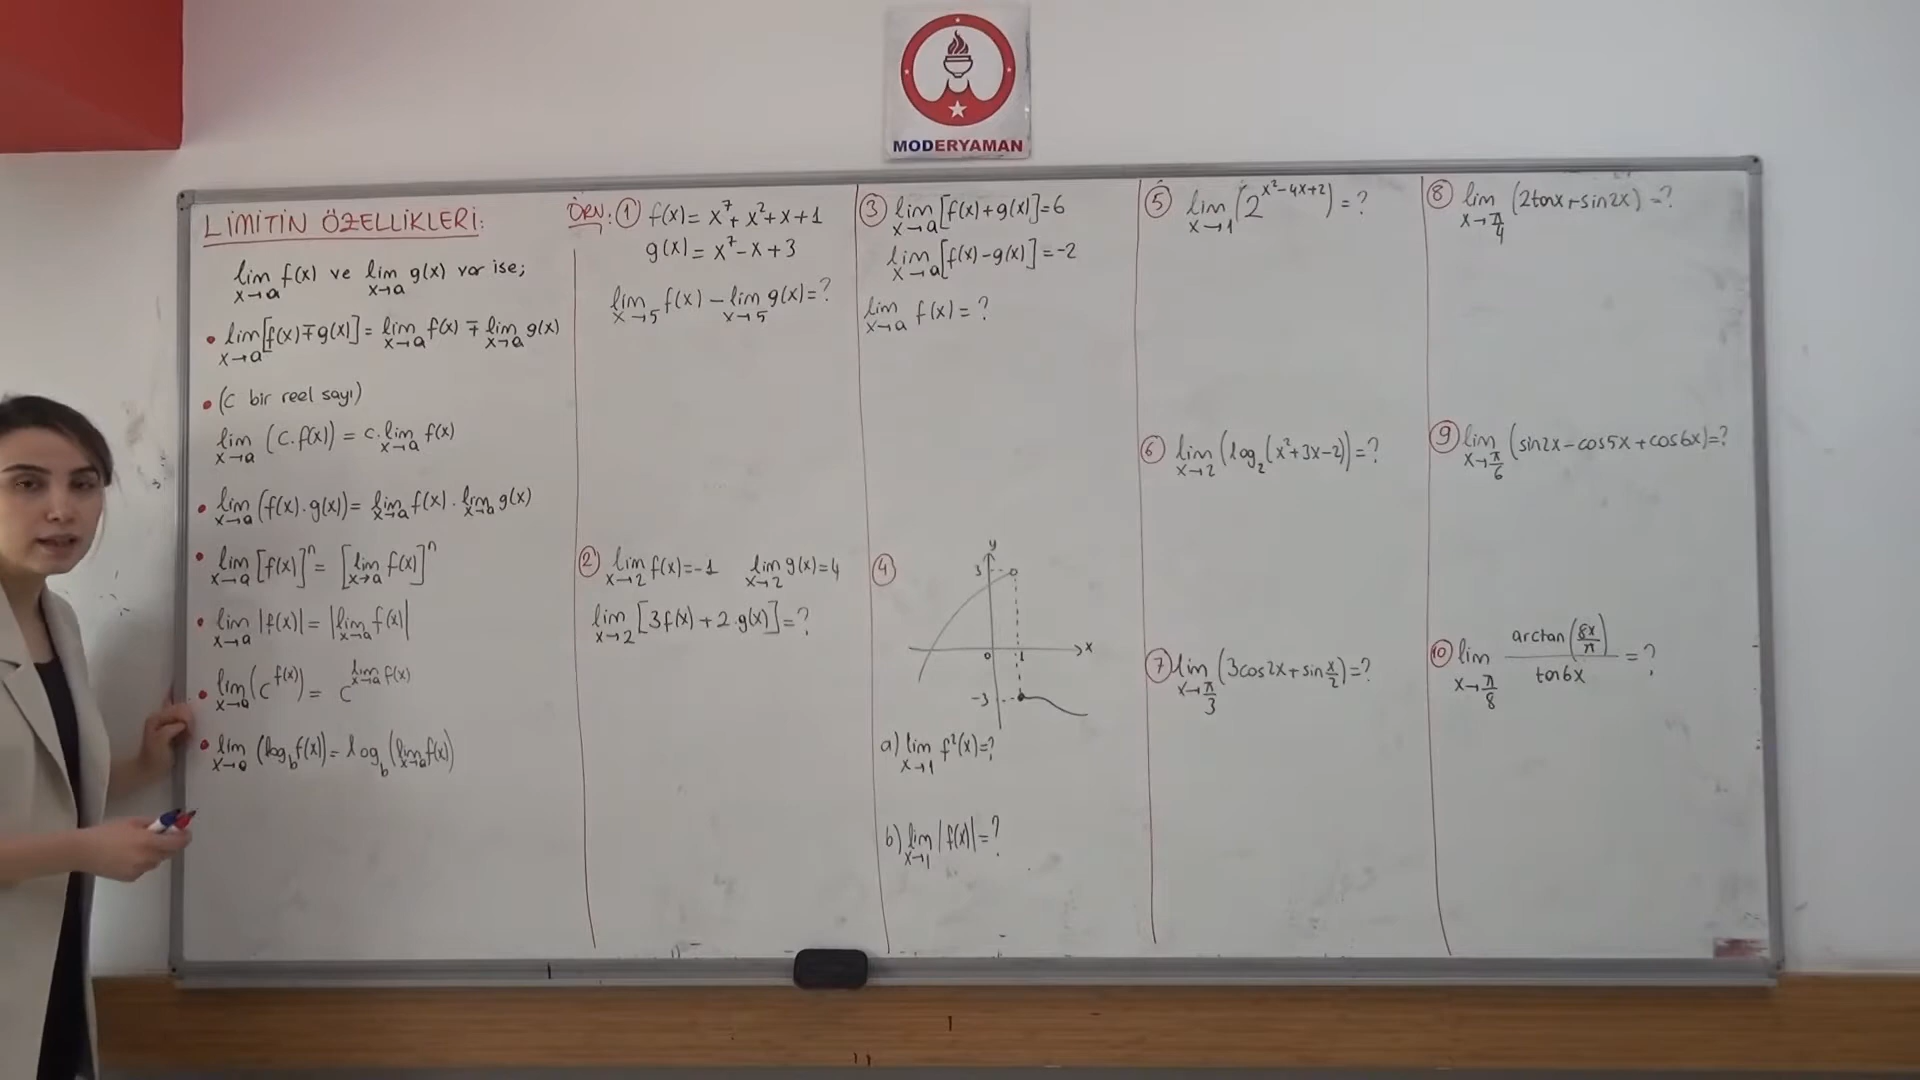 MODERYAMAN
LİMİTİN ÖZELLİKLERİ:
lim x→a f(x) ve lim x→a g(x) var ise;
• lim x→a [f(x) ∓ g(x)] = lim x→a f(x) ∓ lim x→a g(x)
• (c bir reel sayı)
lim x→a (c.f(x)) = c.lim x→a f(x)
• lim x→a (f(x).g(x)) = lim x→a f(x) . lim x→a g(x)
• lim x→a [f(x)]^n = [lim x→a f(x)]^n
• lim x→a |f(x)| = |lim x→a f(x)|
• lim x→a (c^f(x)) = c^(lim x→a f(x))
• lim x→a (log_b f(x)) = log_b (lim x→a f(x))
ÖRN: ① f(x) = x^7 + x^2 + x + 1
g(x) = x^7 - x + 3
lim x→5 f(x) - lim x→5 g(x) = ?
② lim x→2 f(x) = -1 lim x→2 g(x) = 4
lim x→2 [3f(x) + 2.g(x)] = ?
③ lim x→a [f(x) + g(x)] = 6
lim x→a [f(x) - g(x)] = -2
lim x→a f(x) = ?
④
y
3
0 1 x
-3
a) lim x→1 f²(x) = ?
b) lim x→1 |f(x)| = ?
⑤ lim x→1 (2^(x²-4x+2)) = ?
⑥ lim x→2 (log_2 (x²+3x-2)) = ?
⑦ lim x→π/3 (3cos2x + sin x/2) = ?
⑧ lim x→π/4 (2tanx + sin2x) = ?
⑨ lim x→π/6 (sin2x - cos5x + cos6x) = ?
⑩ lim x→π/8 arctan(8x/π) / tan6x = ?